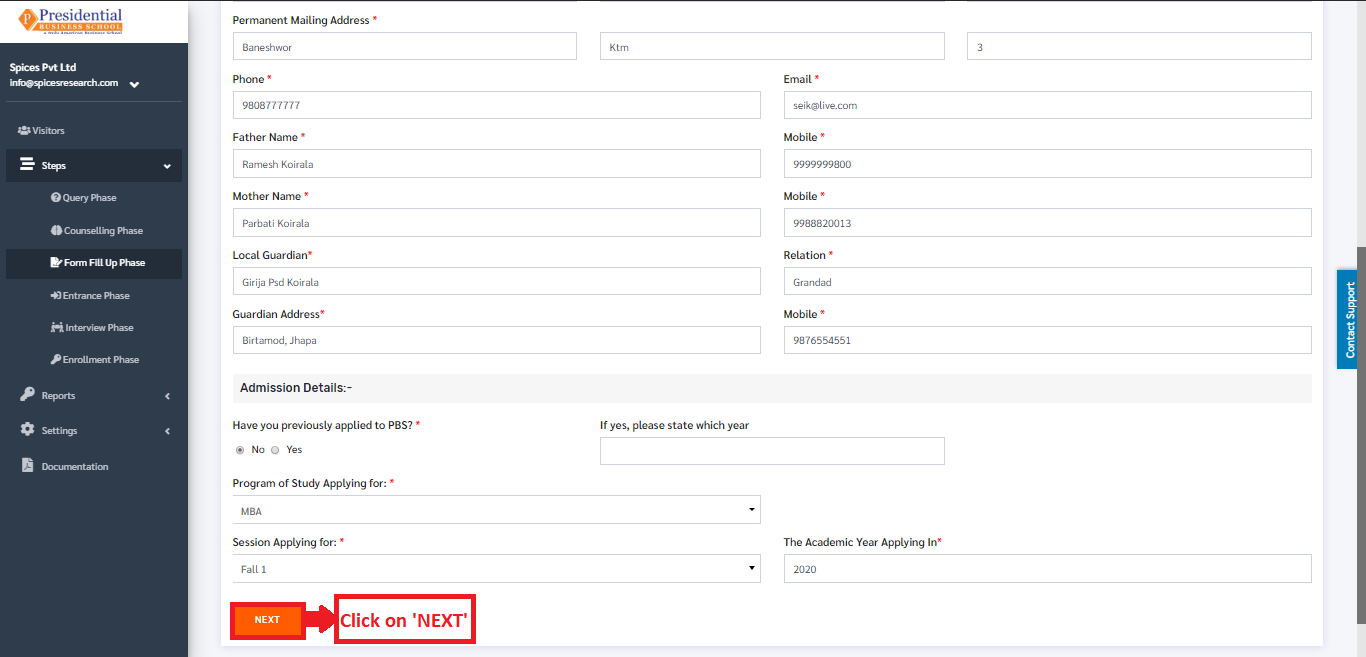 Presidential
BUSINESS SCHOOL
Spices Pvt Ltd
info@spicesresearch.com
Visitors
Steps
Query Phase
Counselling Phase
Form Fill Up Phase
Entrance Phase
Interview Phase
Enrollment Phase
Reports
Settings
Documentation
Permanent Mailing Address *
Baneshwor Ktm 3
Phone * Email *
9808777777 seik@live.com
Father Name * Mobile *
Ramesh Koirala 9999999800
Mother Name * Mobile *
Parbati Koirala 9988820013
Local Guardian* Relation *
Girija Psd Koirala Grandad
Guardian Address* Mobile *
Birtamod, Jhapa 9876554551
Admission Details:-
Have you previously applied to PBS? * If yes, please state which year
No Yes
Program of Study Applying for: *
MBA
Session Applying for: * The Academic Year Applying In*
Fall 1 2020
NEXT Click on 'NEXT'
Contact Support